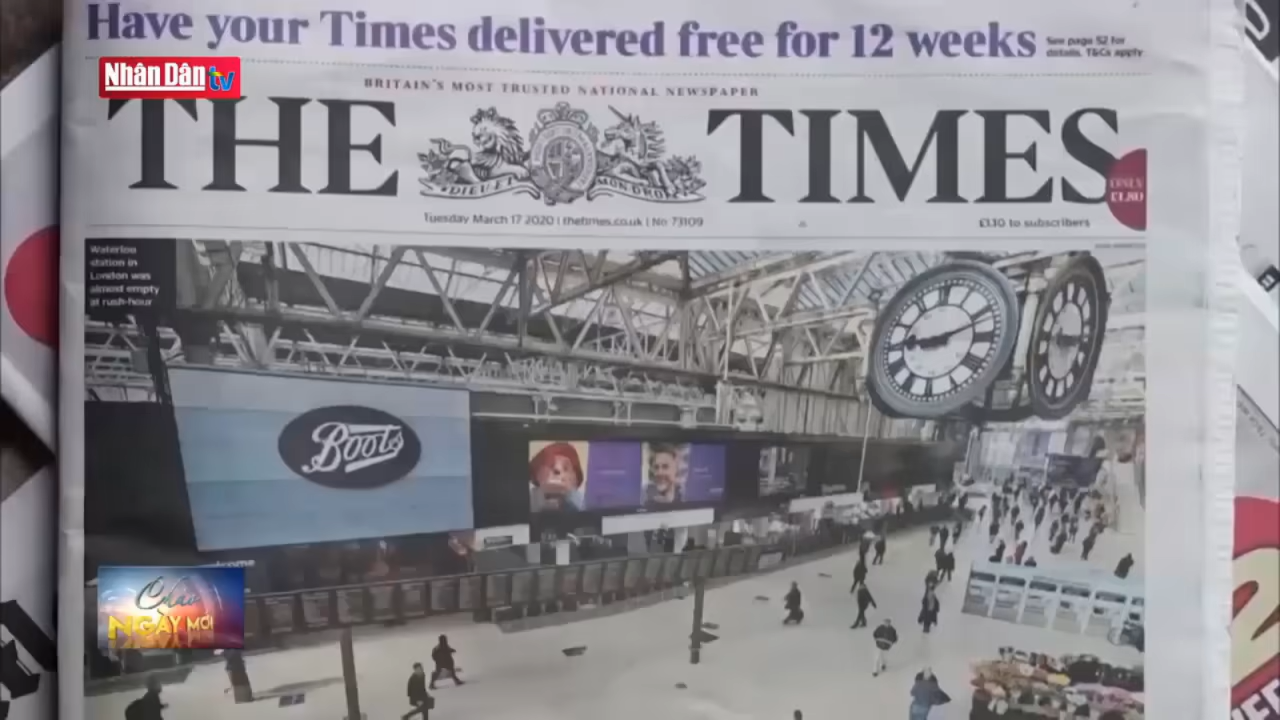 Have your Times delivered free for 12 weeks
See page 52 for
details, T&Cs apply
Nhân Dân tv
BRITAIN'S MOST TRUSTED NATIONAL NEWSPAPER
THE TIMES
DIEU ET MON DROIT
ONLY
£1.80
Tuesday March 17 2020 | thetimes.co.uk | No 73109
£1.10 to subscribers
Waterloo
station in
London was
almost empty
at rush-hour
Boots
Chào
NGÀY MỚI
2